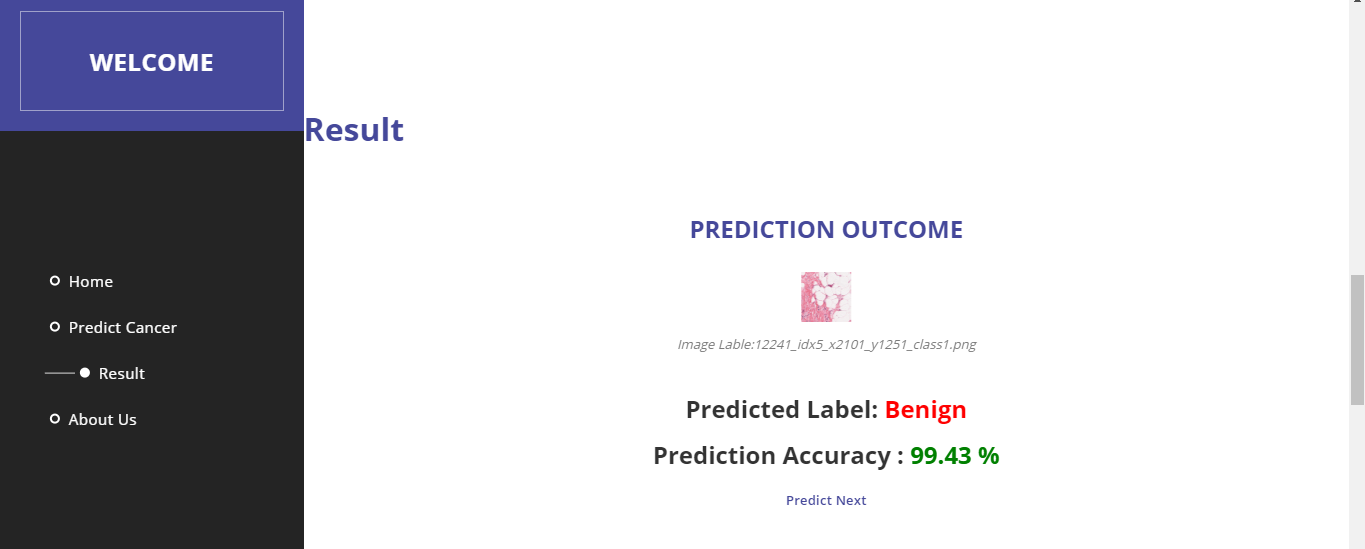 WELCOME
Home
Predict Cancer
Result
About Us
Result
PREDICTION OUTCOME
Image Lable:12241_idx5_x2101_y1251_class1.png
Predicted Label: Benign
Prediction Accuracy : 99.43 %
Predict Next